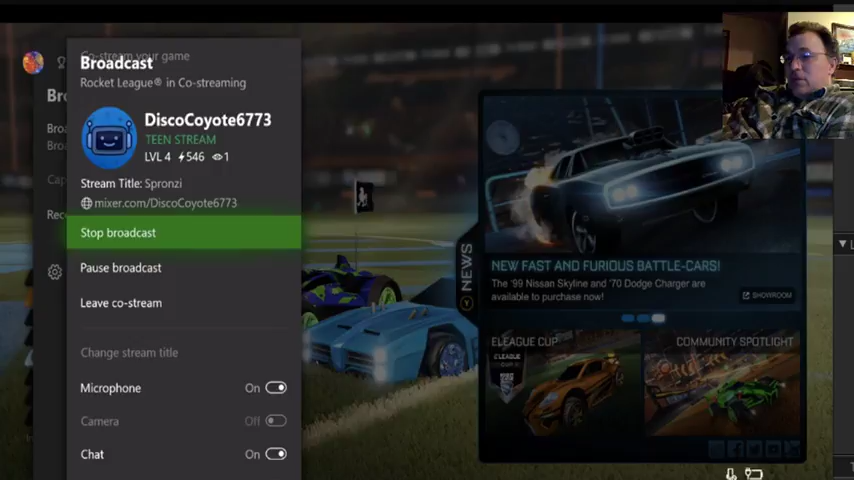 Co-stream your game
Broadcast
Rocket League® in Co-streaming
DiscoCoyote6773
TEEN STREAM
LVL 4 546 1
Stream Title: Spronzi
mixer.com/DiscoCoyote6773
Stop broadcast
Pause broadcast
Leave co-stream
Change stream title
Microphone On
Camera Off
Chat On
NEWS
Y
NEW FAST AND FURIOUS BATTLE-CARS!
The '99 Nissan Skyline and '70 Dodge Charger are
available to purchase now!
SHOWROOM
ELEAGUE CUP
COMMUNITY SPOTLIGHT